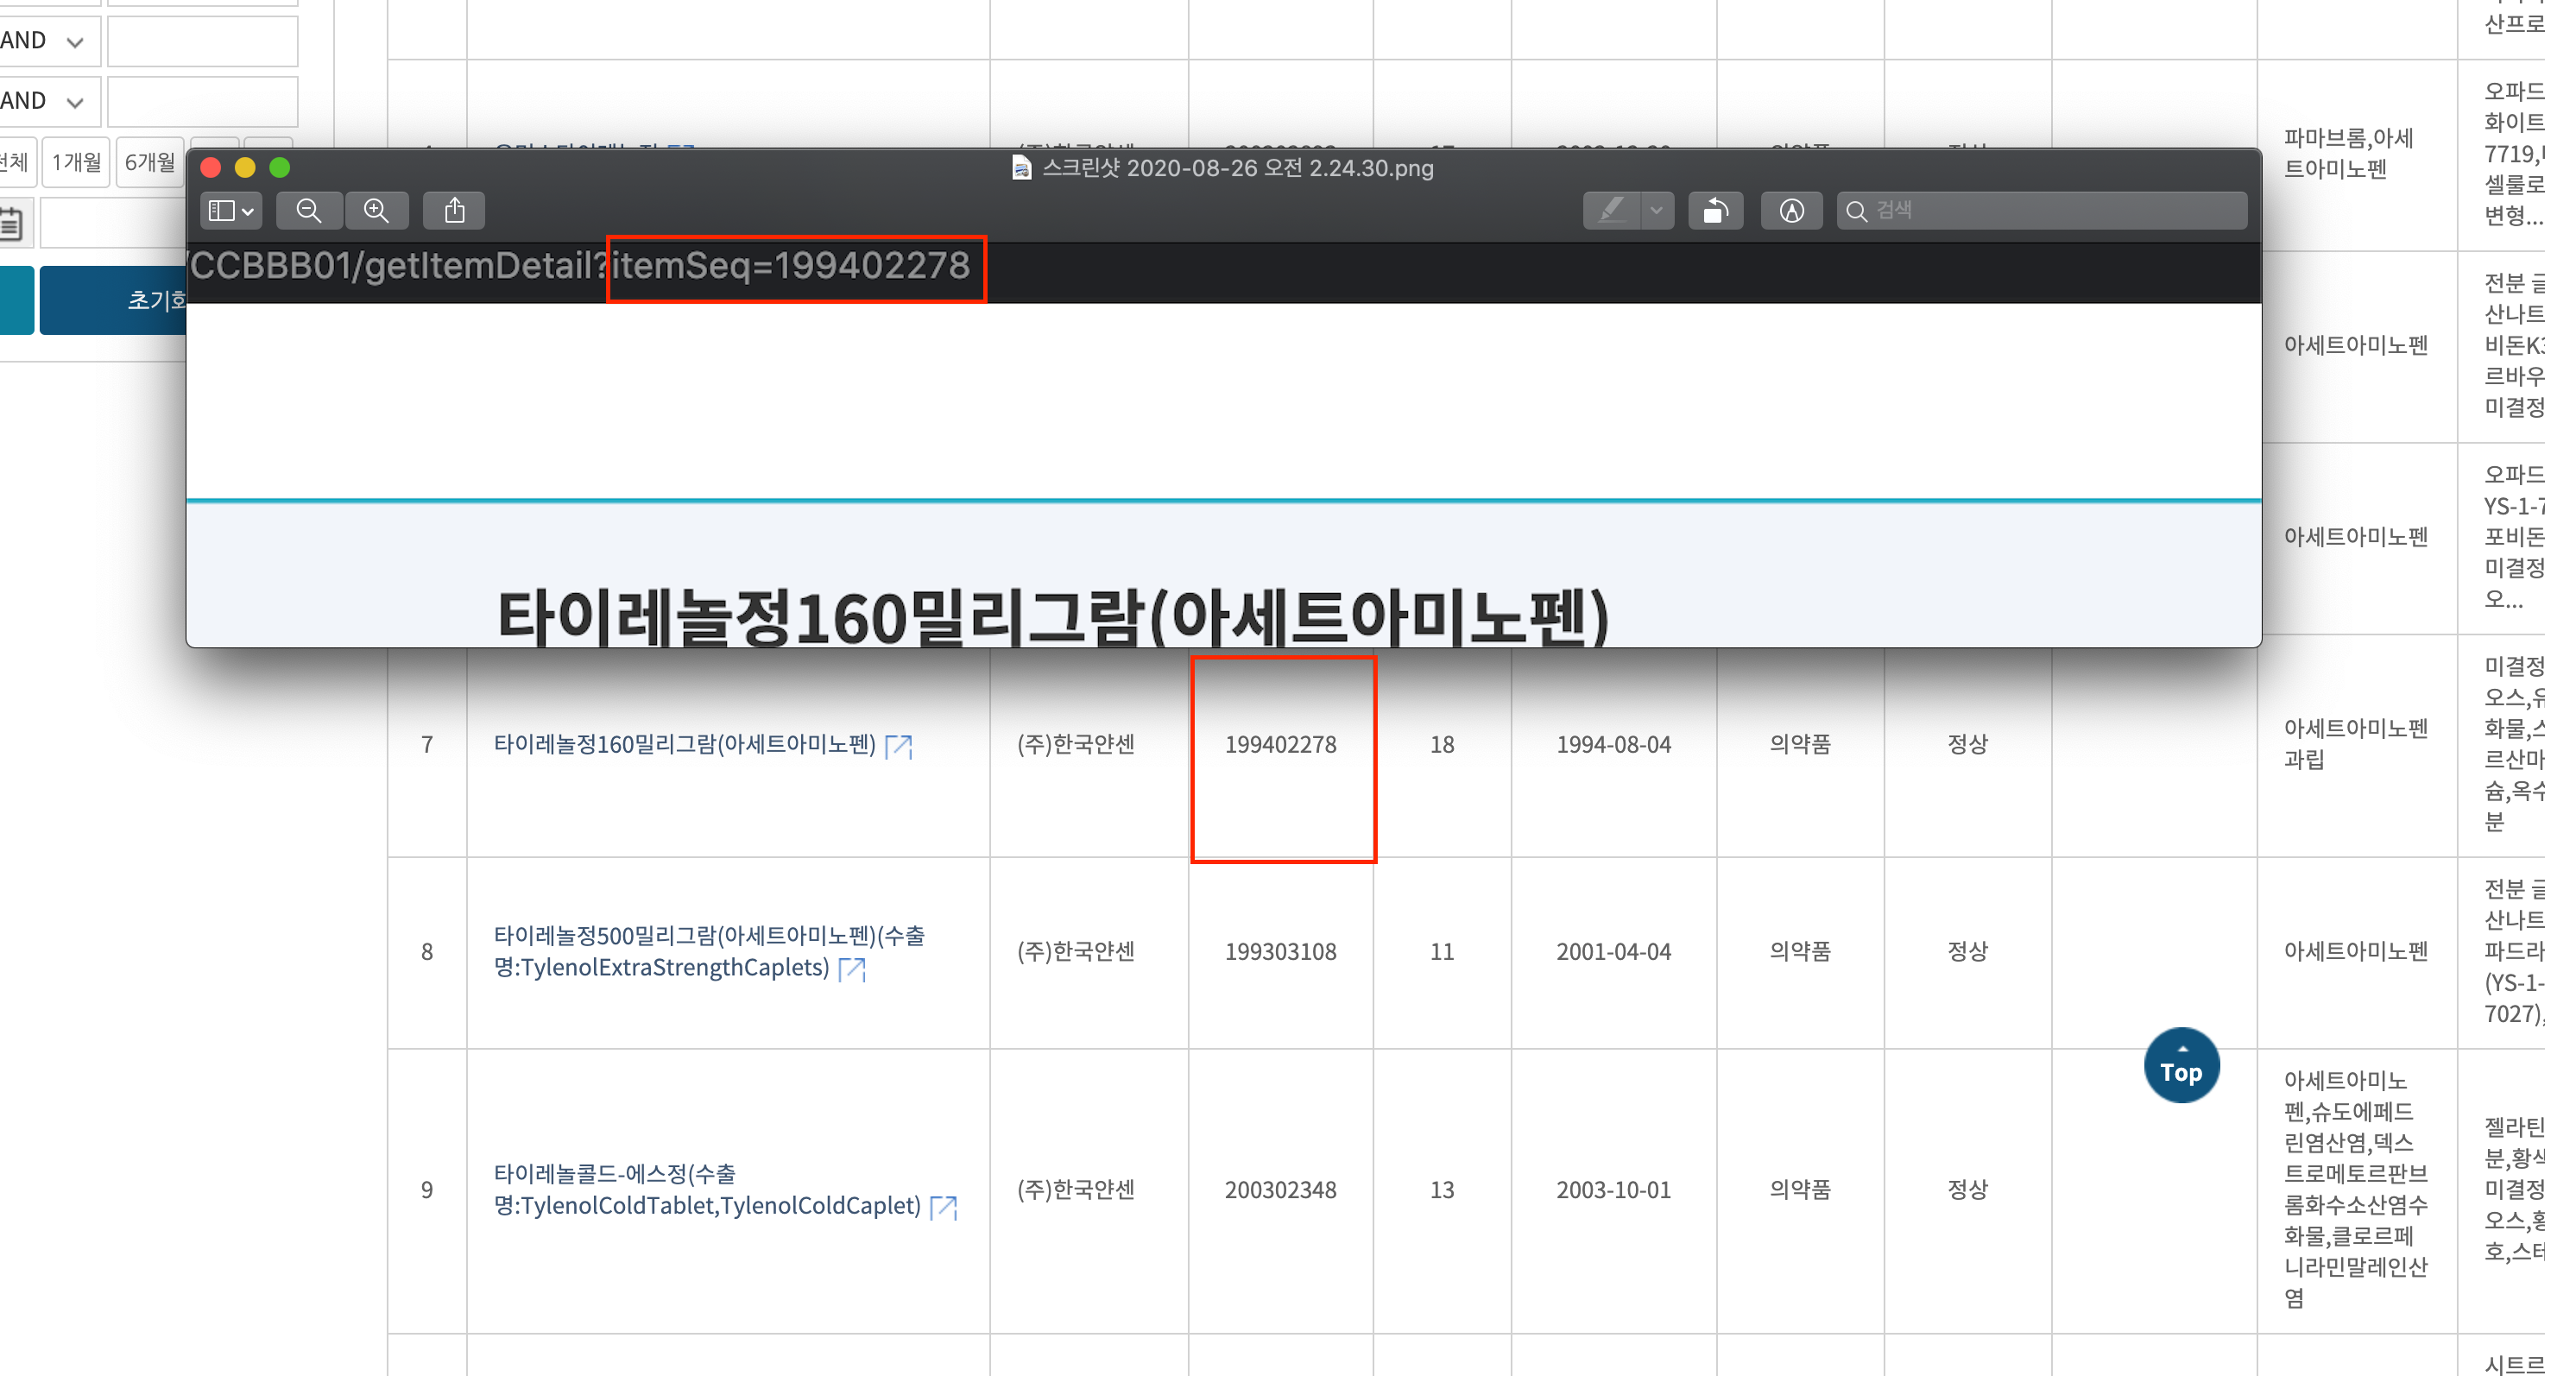 산프로
AND
AND
전체 1개월 6개월
초기화
파마브롬,아세
트아미노펜
오파드
화이트
7719,
셀룰로
변형...
스크린샷 2020-08-26 오전 2.24.30.png
검색
/CCBBB01/getItemDetail?itemSeq=199402278
타이레놀정160밀리그람(아세트아미노펜)
아세트아미노펜
전분 글
산나트
비돈K3
르바우
미결정
아세트아미노펜
오파드
YS-1-7
포비돈
미결정
오...
7 타이레놀정160밀리그람(아세트아미노펜) (주)한국얀센 199402278 18 1994-08-04 의약품 정상
아세트아미노펜
과립
미결정
오스,유
화물,스
르산마
슘,옥수
분
8 타이레놀정500밀리그람(아세트아미노펜)(수출
명:TylenolExtraStrengthCaplets) (주)한국얀센 199303108 11 2001-04-04 의약품 정상 아세트아미노펜
전분 글
산나트
파드라
(YS-1-
7027),
Top
9 타이레놀콜드-에스정(수출
명:TylenolColdTablet,TylenolColdCaplet) (주)한국얀센 200302348 13 2003-10-01 의약품 정상
아세트아미노
펜,슈도에페드
린염산염,덱스
트로메토르판브
롬화수소산염수
화물,클로르페
니라민말레인산
염
젤라틴
분,황색
미결정
오스,황
호,스테
시트르